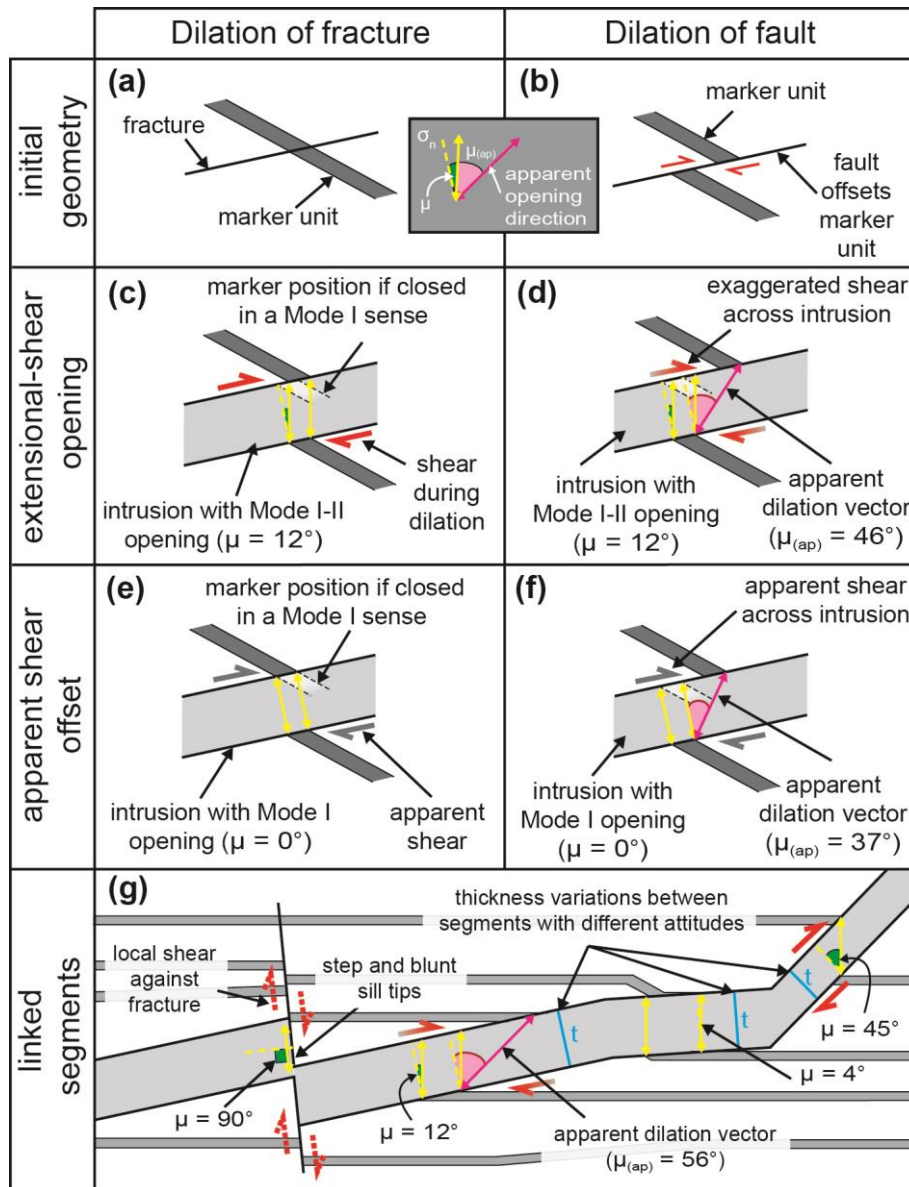 Dilation of fracture
Dilation of fault
initial
geometry
(a)
fracture
marker unit
σn
μ(ap)
μ
apparent
opening
direction
(b)
marker unit
fault
offsets
marker
unit
extensional-shear
opening
(c)
marker position if closed
in a Mode I sense
shear
during
dilation
intrusion with Mode I-II
opening (μ = 12°)
(d)
exaggerated shear
across intrusion
intrusion with
Mode I-II opening
(μ = 12°)
apparent
dilation vector
(μ(ap) = 46°)
apparent shear
offset
(e)
marker position if closed
in a Mode I sense
intrusion with Mode I
opening (μ = 0°)
apparent
shear
(f)
apparent shear
across intrusion
intrusion with
Mode I opening
(μ = 0°)
apparent
dilation vector
(μ(ap) = 37°)
linked
segments
(g)
thickness variations between
segments with different attitudes
local shear
against
fracture
step and blunt
sill tips
t
t
t
μ = 45°
μ = 4°
μ = 90°
μ = 12°
apparent dilation vector
(μ(ap) = 56°)